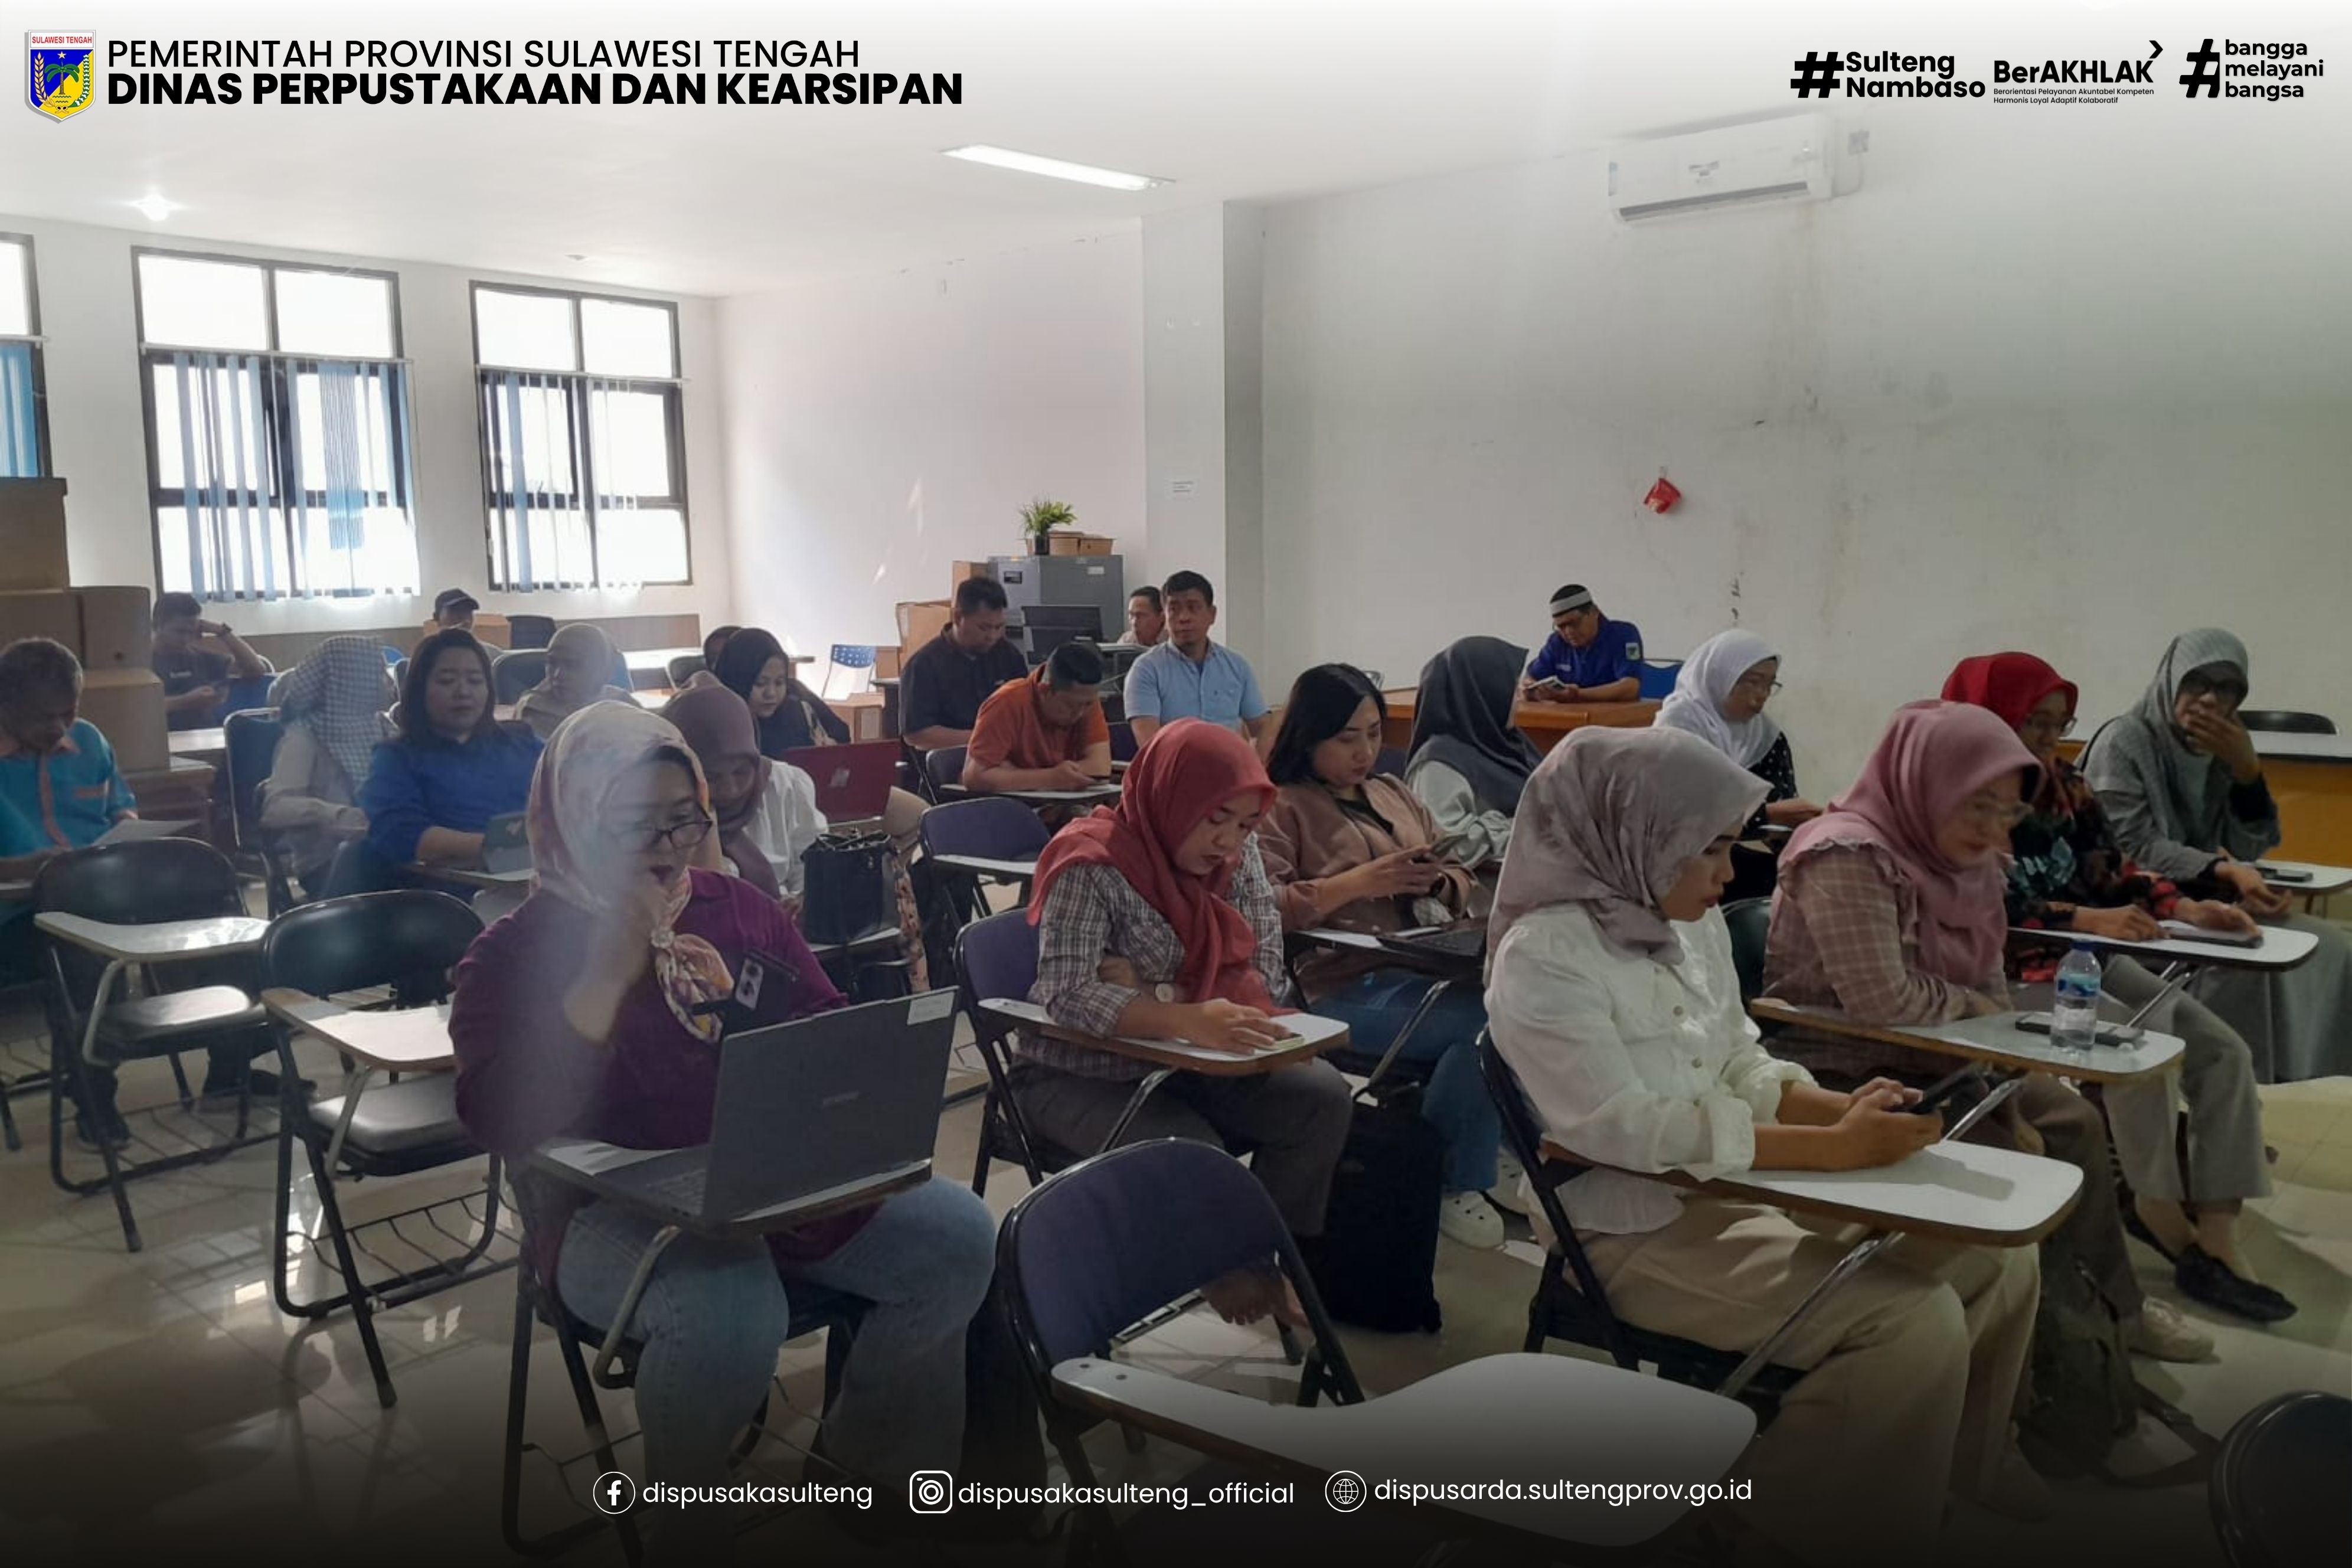 SULAWESI TENGAH
PEMERINTAH PROVINSI SULAWESI TENGAH
DINAS PERPUSTAKAAN DAN KEARSIPAN
#Sulteng
Nambaso
BerAKHLAK
Berorientasi Pelayanan Akuntabel Kompeten
Harmonis Loyal Adaptif Kolaboratif
#bangga
melayani
bangsa
dispusakasulteng
dispusakasulteng_official
dispusarda.sultengprov.go.id